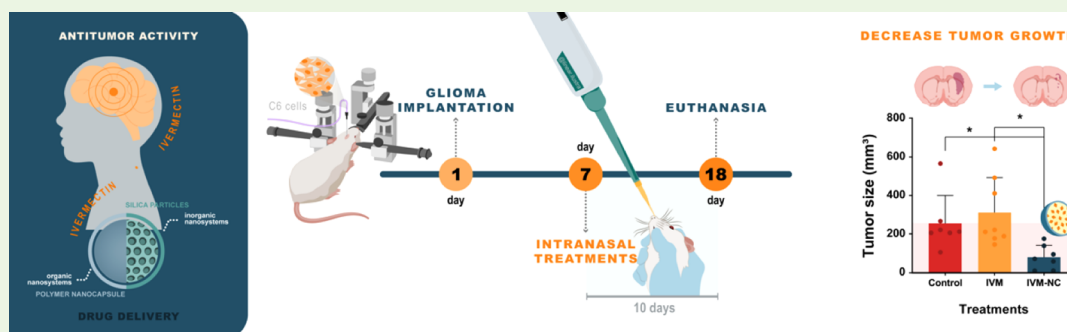 ANTITUMOR ACTIVITY
IVERMECTIN
IVERMECTIN
SILICA PARTICLES
inorganic
nanosystems
organic
nanosystems
POLYMER NANOCAPSULE
DRUG DELIVERY
C6 cells
GLIOMA
IMPLANTATION
1
day
day
7
INTRANASAL
TREATMENTS
10 days
EUTHANASIA
18
day
DECREASE TUMOR GROWT
* *
Tumor size (mm³)
800
600
400
200
0
Control IVM IVM-NC
Treatments